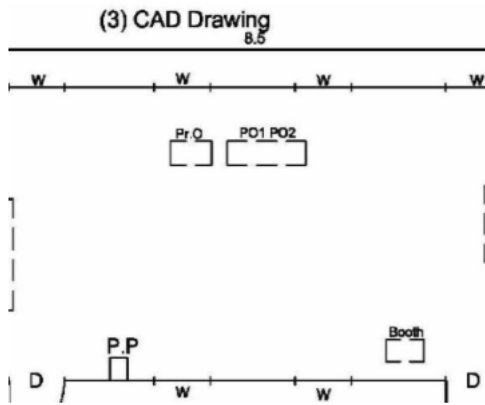 (3) CAD Drawing
8.5
W W W W
Pr.O PO1 PO2
P.P Booth
D D
W W